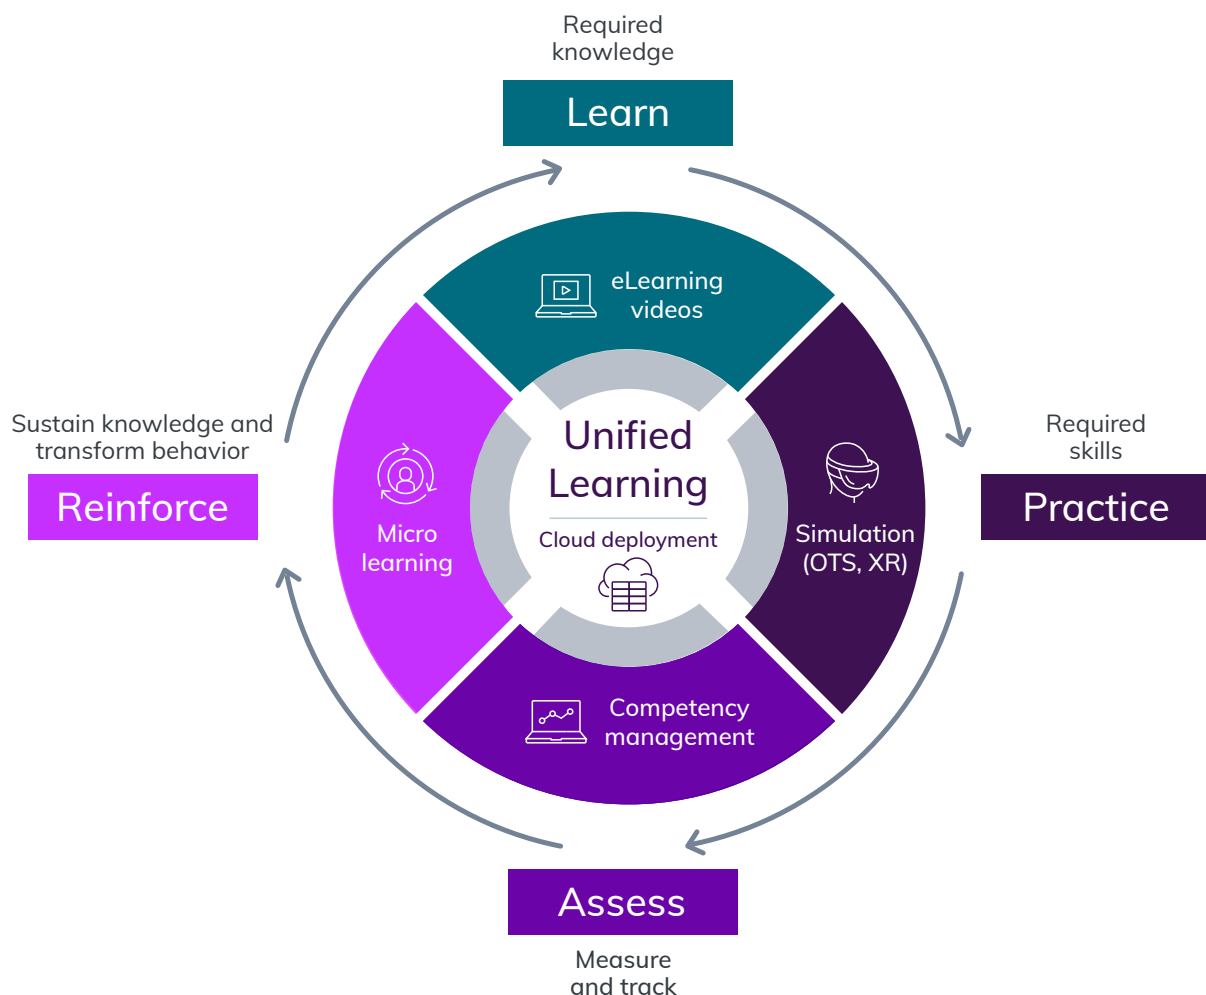 Required
knowledge
Learn
eLearning
videos
Unified
Learning
Cloud deployment
Sustain knowledge and
transform behavior
Reinforce
Micro
learning
Simulation
(OTS, XR)
Required
skills
Practice
Competency
management
Assess
Measure
and track